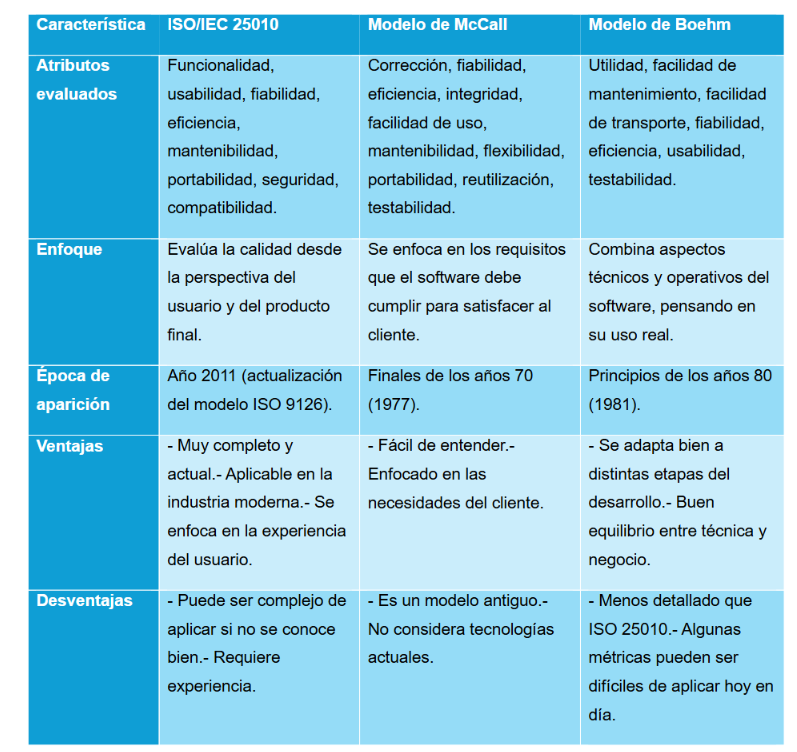 Característica
ISO/IEC 25010
Modelo de McCall
Modelo de Boehm
Atributos
evaluados
Funcionalidad,
usabilidad, fiabilidad,
eficiencia,
mantenibilidad,
portabilidad, seguridad,
compatibilidad.
Corrección, fiabilidad,
eficiencia, integridad,
facilidad de uso,
mantenibilidad, flexibilidad,
portabilidad, reutilización,
testabilidad.
Utilidad, facilidad de
mantenimiento, facilidad
de transporte, fiabilidad,
eficiencia, usabilidad,
testabilidad.
Enfoque
Evalúa la calidad desde
la perspectiva del
usuario y del producto
final.
Se enfoca en los requisitos
que el software debe
cumplir para satisfacer al
cliente.
Combina aspectos
técnicos y operativos del
software, pensando en
su uso real.
Época de
aparición
Año 2011 (actualización
del modelo ISO 9126).
Finales de los años 70
(1977).
Principios de los años 80
(1981).
Ventajas
- Muy completo y
actual.- Aplicable en la
industria moderna.- Se
enfoca en la experiencia
del usuario.
- Fácil de entender.-
Enfocado en las
necesidades del cliente.
- Se adapta bien a
distintas etapas del
desarrollo.- Buen
equilibrio entre técnica y
negocio.
Desventajas
- Puede ser complejo de
aplicar si no se conoce
bien.- Requiere
experiencia.
- Es un modelo antiguo.-
No considera tecnologías
actuales.
- Menos detallado que
ISO 25010.- Algunas
métricas pueden ser
difíciles de aplicar hoy en
día.